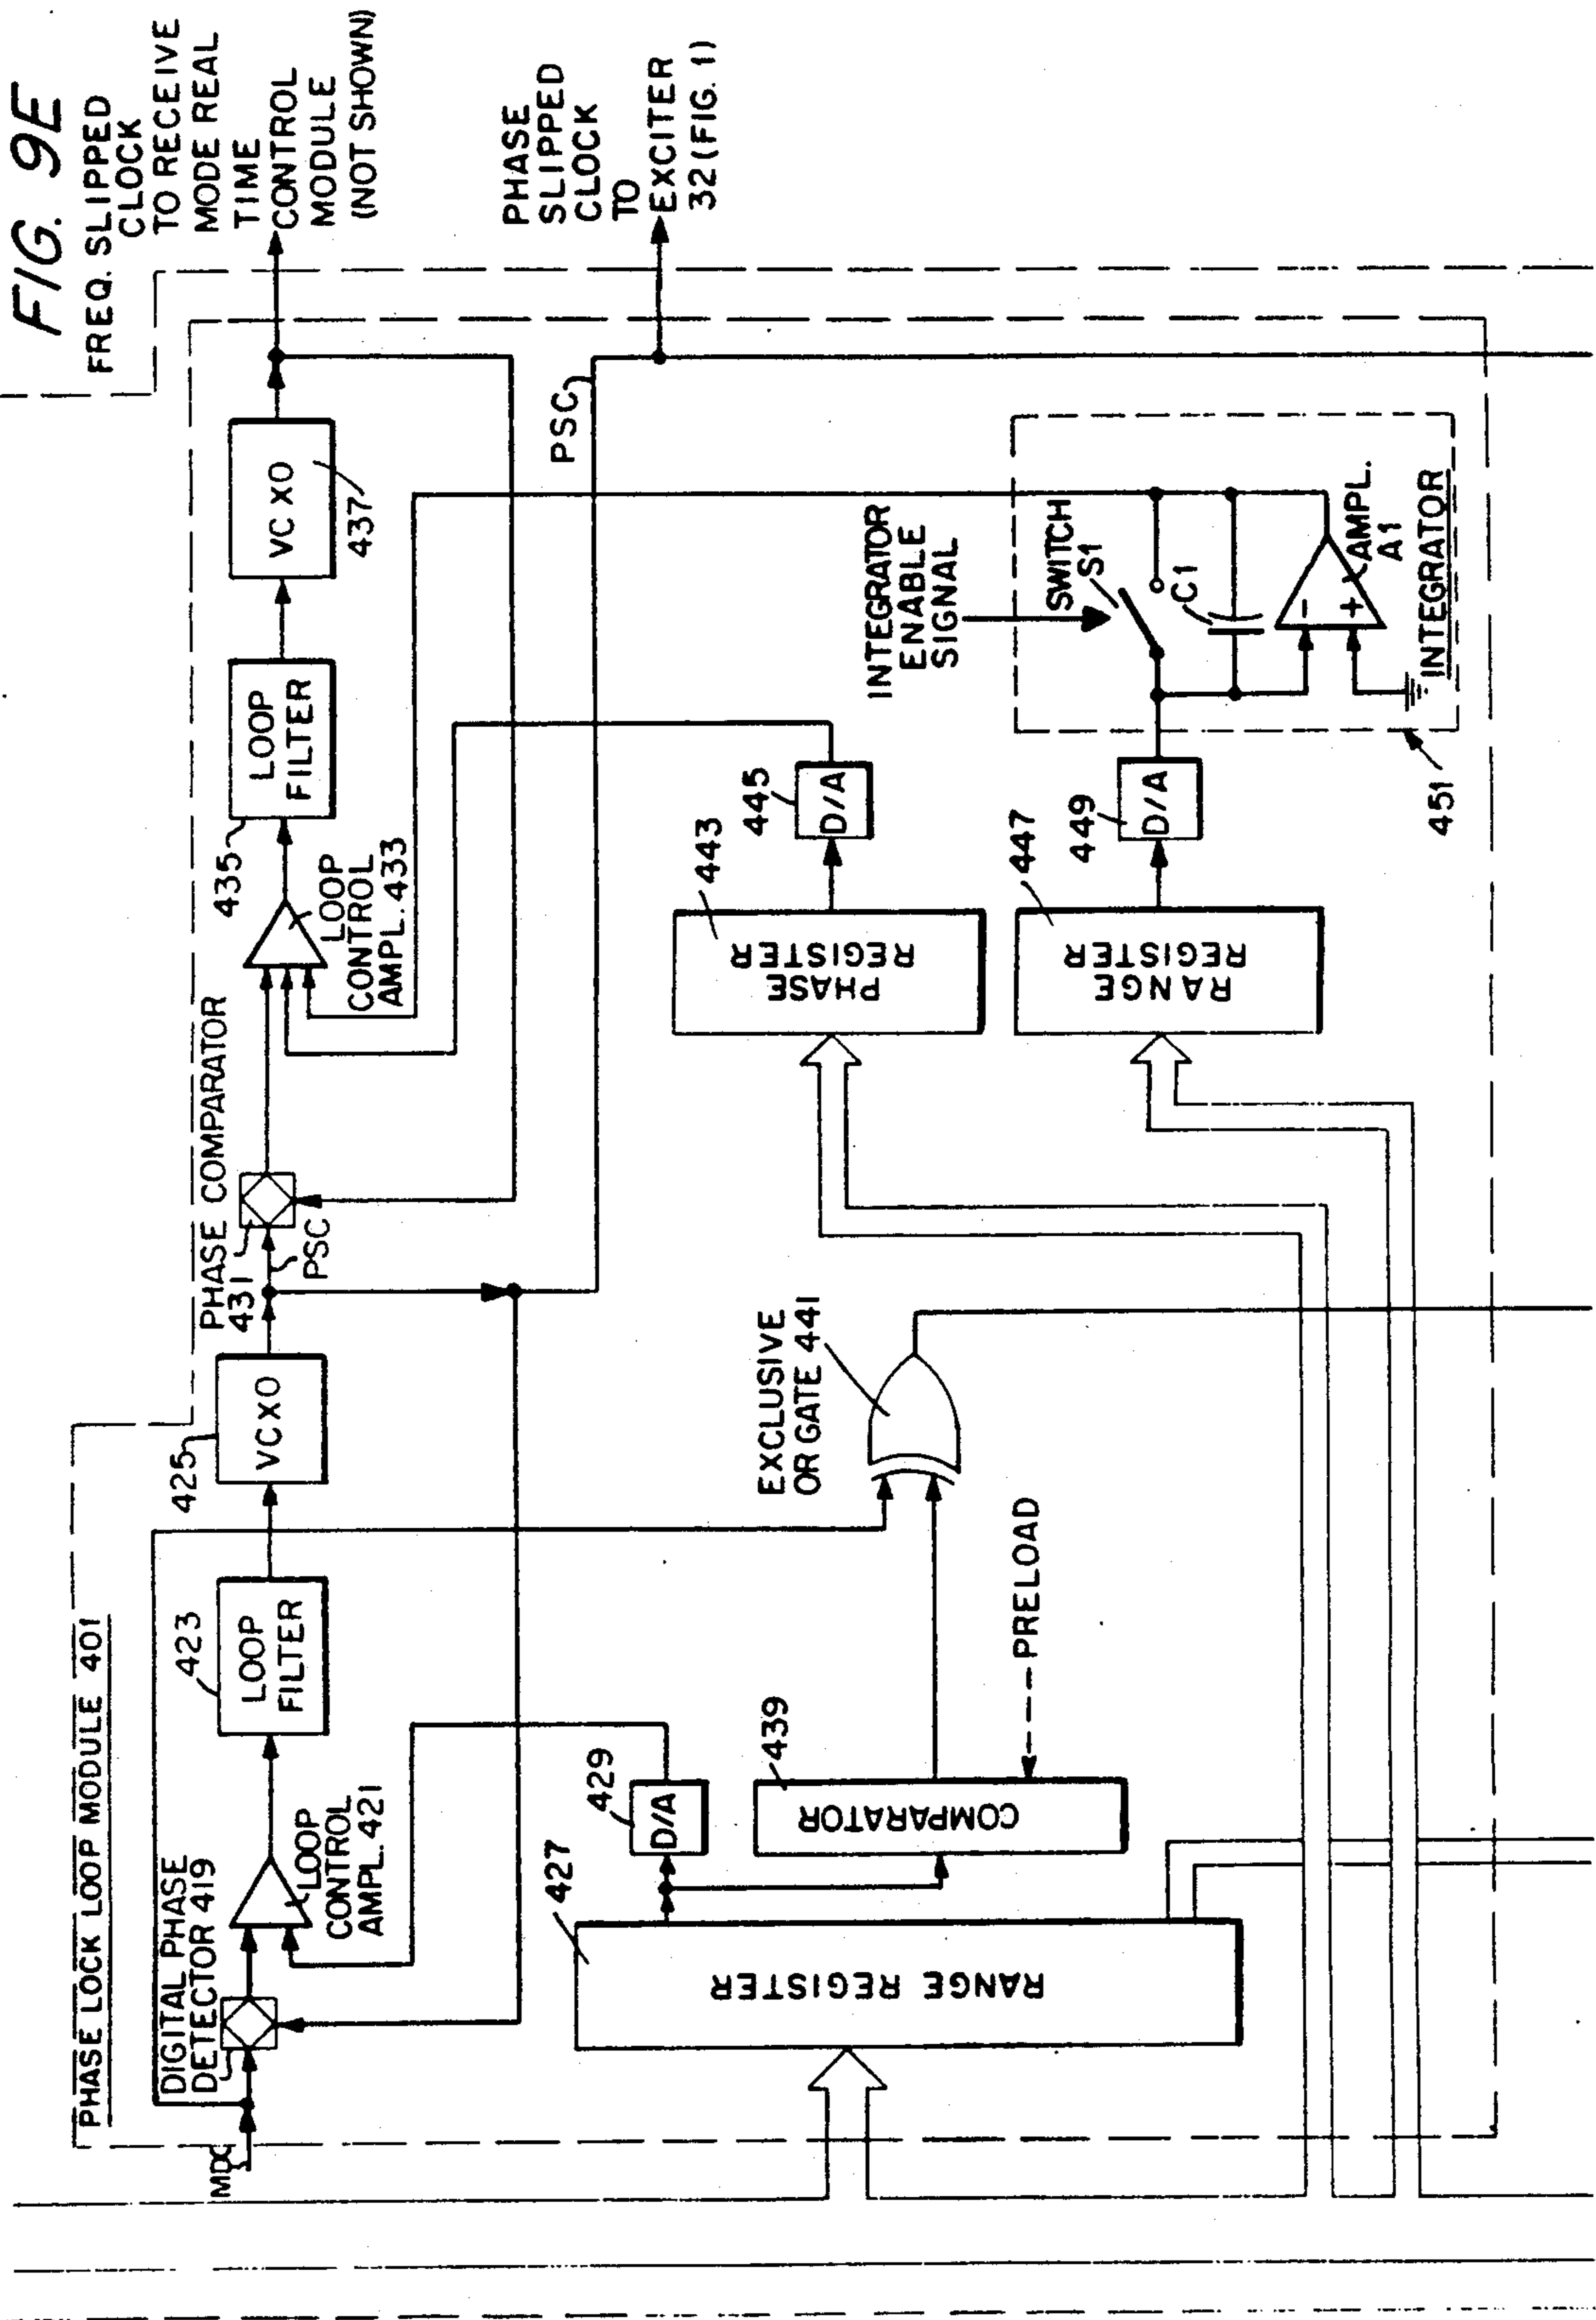 FIG. 9E
FREQ. SLIPPED
CLOCK
TO RECEIVE
MODE REAL
TIME
CONTROL
MODULE
(NOT SHOWN)
PHASE
SLIPPED
CLOCK
TO
EXCITER
32 (FIG. 1)
PHASE LOCK LOOP MODULE 401
MDC
DIGITAL PHASE
DETECTOR 419
LOOP
CONTROL
AMPL. 421
423
LOOP
FILTER
425
VCXO
PHASE COMPARATOR
431
PSC
LOOP
CONTROL
AMPL. 433
435
LOOP
FILTER
VCXO
437
PSC
427
RANGE REGISTER
429
D/A
439
COMPARATOR
PRELOAD
EXCLUSIVE
OR GATE 441
443
PHASE
REGISTER
445
D/A
447
RANGE
REGISTER
449
D/A
INTEGRATOR
ENABLE
SIGNAL
SWITCH
S1
C1
-
+
AMPL.
A1
INTEGRATOR
451